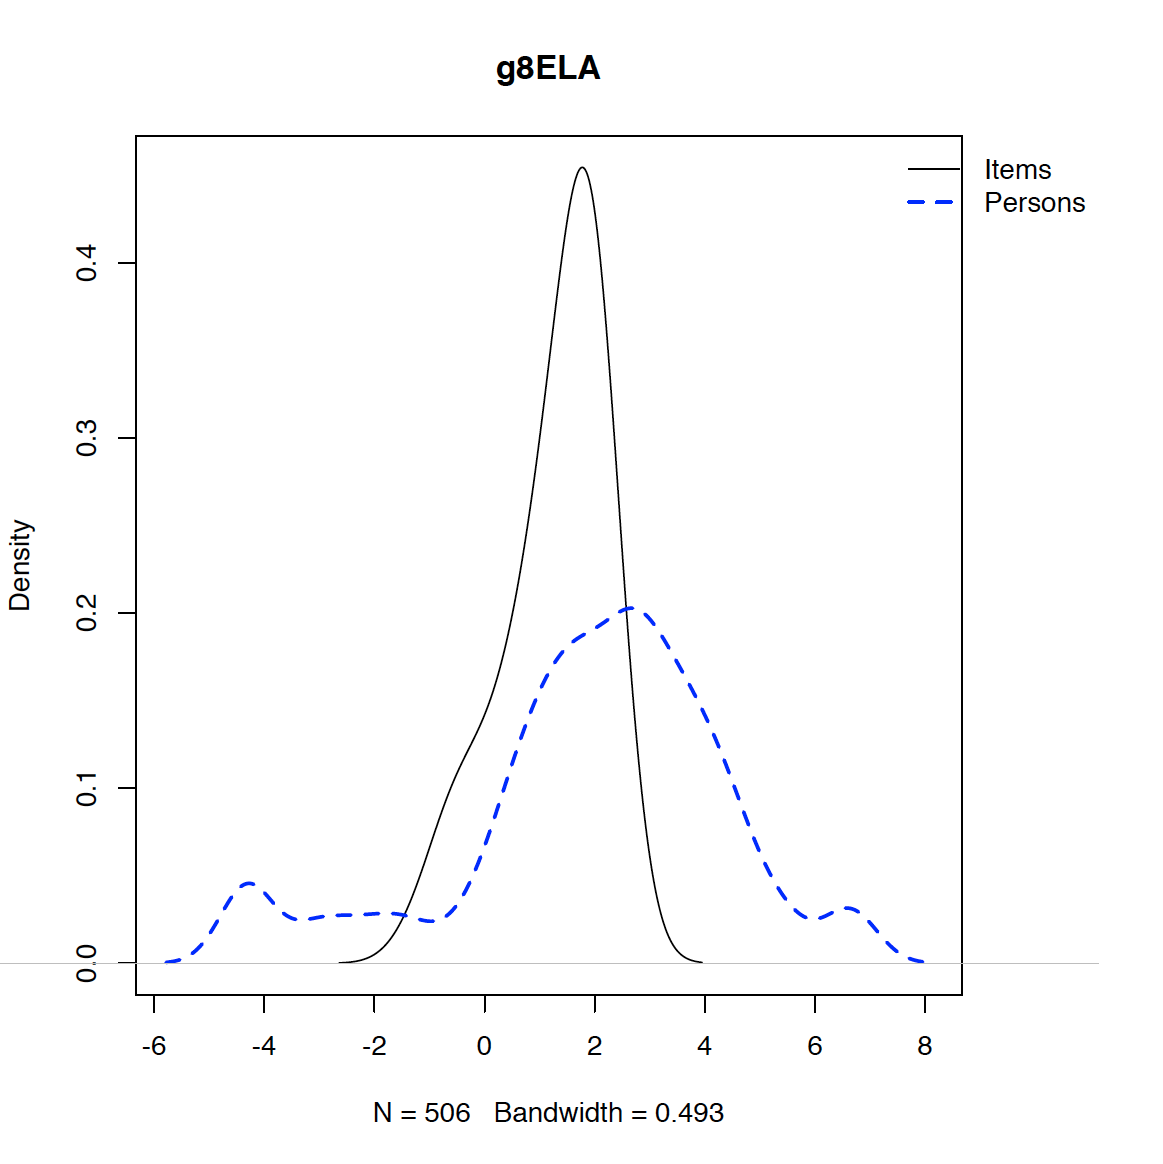 g8ELA
Items
Persons
Density
0.4
0.3
0.2
0.1
0.0
-6 -4 -2 0 2 4 6 8
N = 506 Bandwidth = 0.493